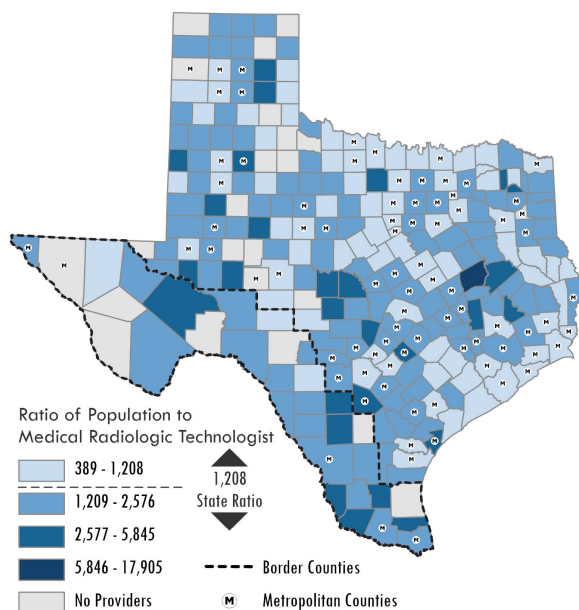 Ratio of Population to
Medical Radiologic Technologist
389 - 1,208
1,208
State Ratio
1,209 - 2,576
2,577 - 5,845
5,846 - 17,905
No Providers
Border Counties
M Metropolitan Counties